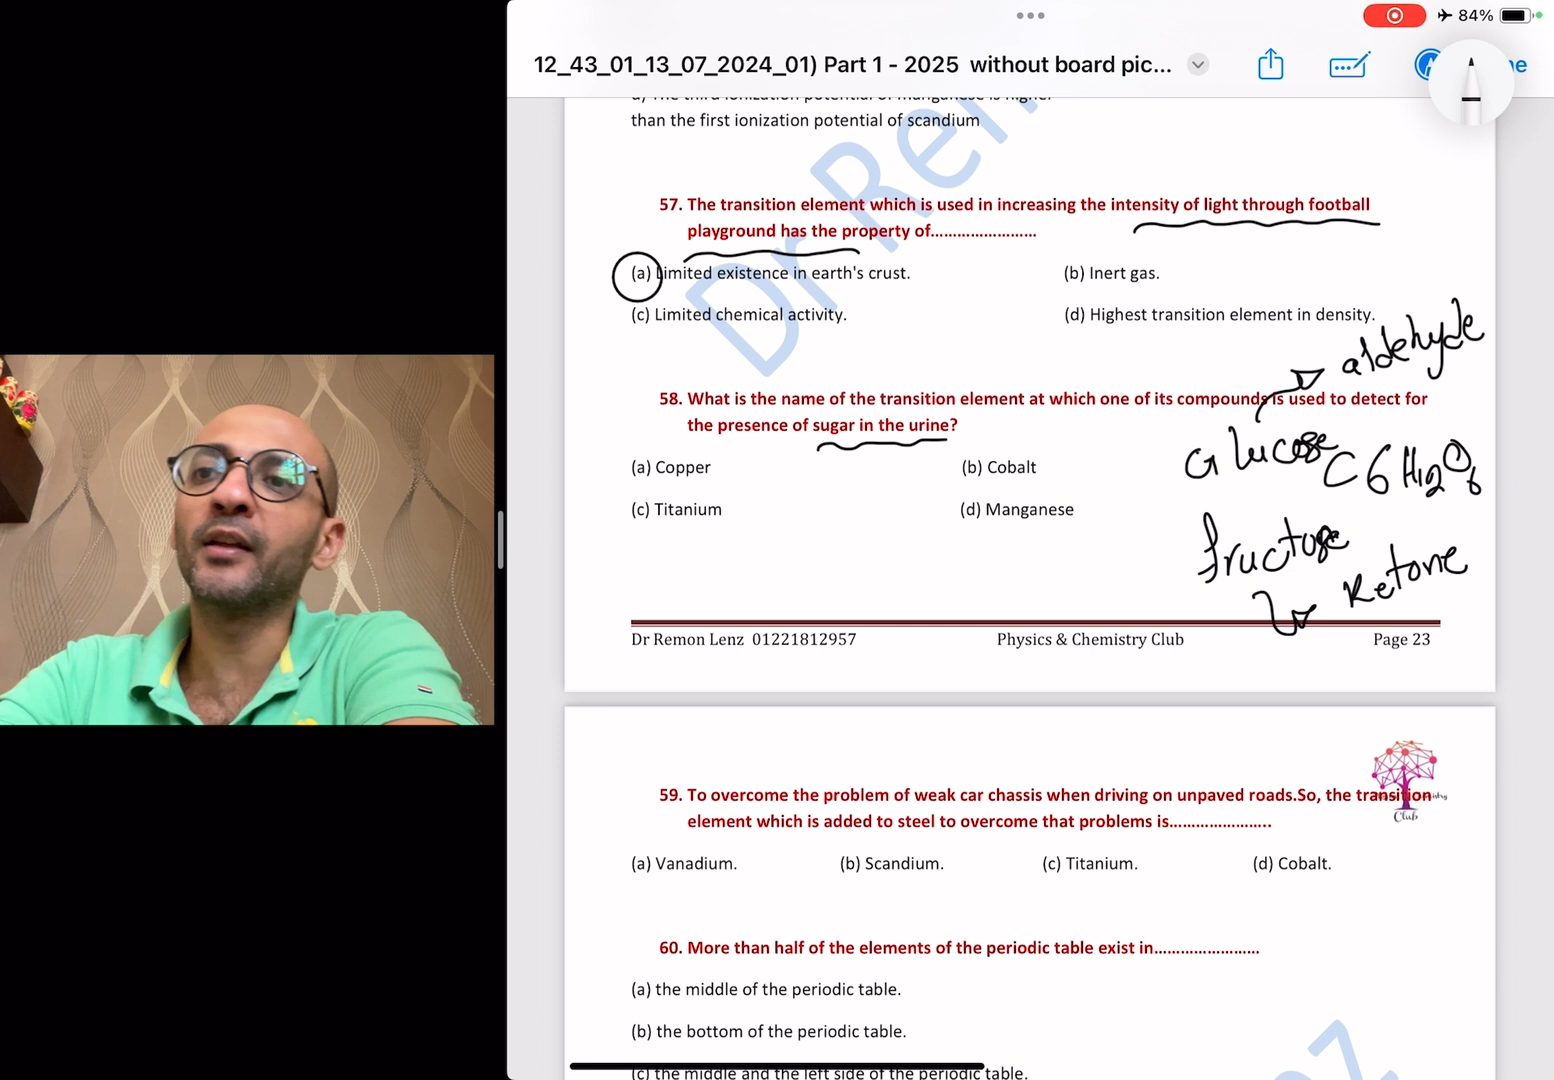 84%
12_43_01_13_07_2024_01) Part 1 - 2025 without board pic...
than the first ionization potential of scandium
57. The transition element which is used in increasing the intensity of light through football
playground has the property of.......................
(a) Limited existence in earth's crust.
(b) Inert gas.
(c) Limited chemical activity.
(d) Highest transition element in density.
aldehyde
58. What is the name of the transition element at which one of its compounds is used to detect for
the presence of sugar in the urine?
Glucose C6H12O6
(a) Copper
(b) Cobalt
(c) Titanium
(d) Manganese
fructose
Ketone
Dr Remon Lenz 01221812957
Physics & Chemistry Club
Page 23
59. To overcome the problem of weak car chassis when driving on unpaved roads.So, the transition
element which is added to steel to overcome that problems is.....................
Club
(a) Vanadium.
(b) Scandium.
(c) Titanium.
(d) Cobalt.
60. More than half of the elements of the periodic table exist in.......................
(a) the middle of the periodic table.
(b) the bottom of the periodic table.
(c) the middle and the left side of the periodic table.
Dr Rem